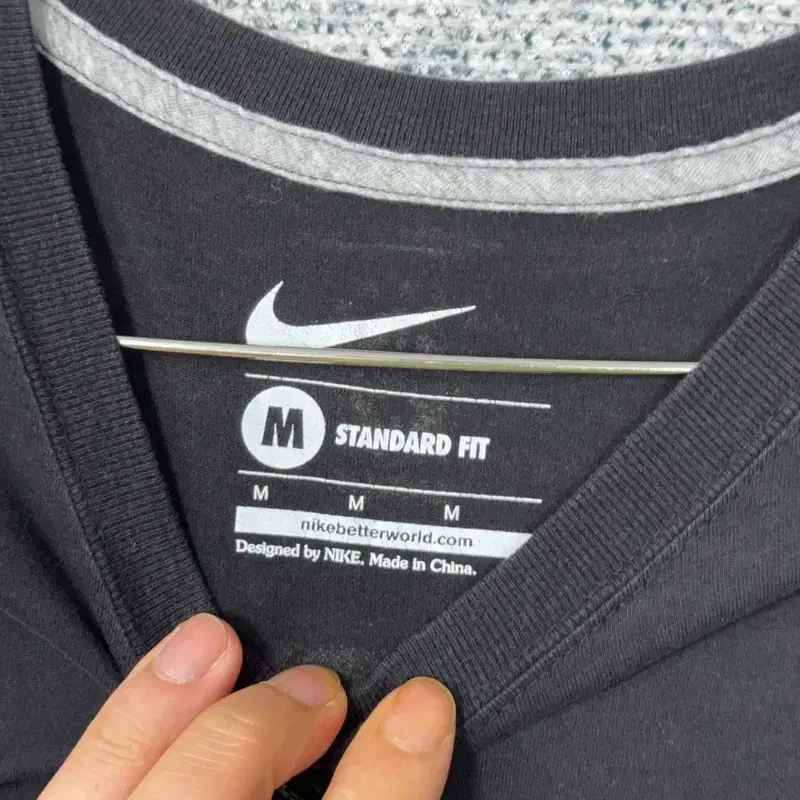 M STANDARD FIT
M M M
nikebetterworld.com
Designed by NIKE. Made in China.